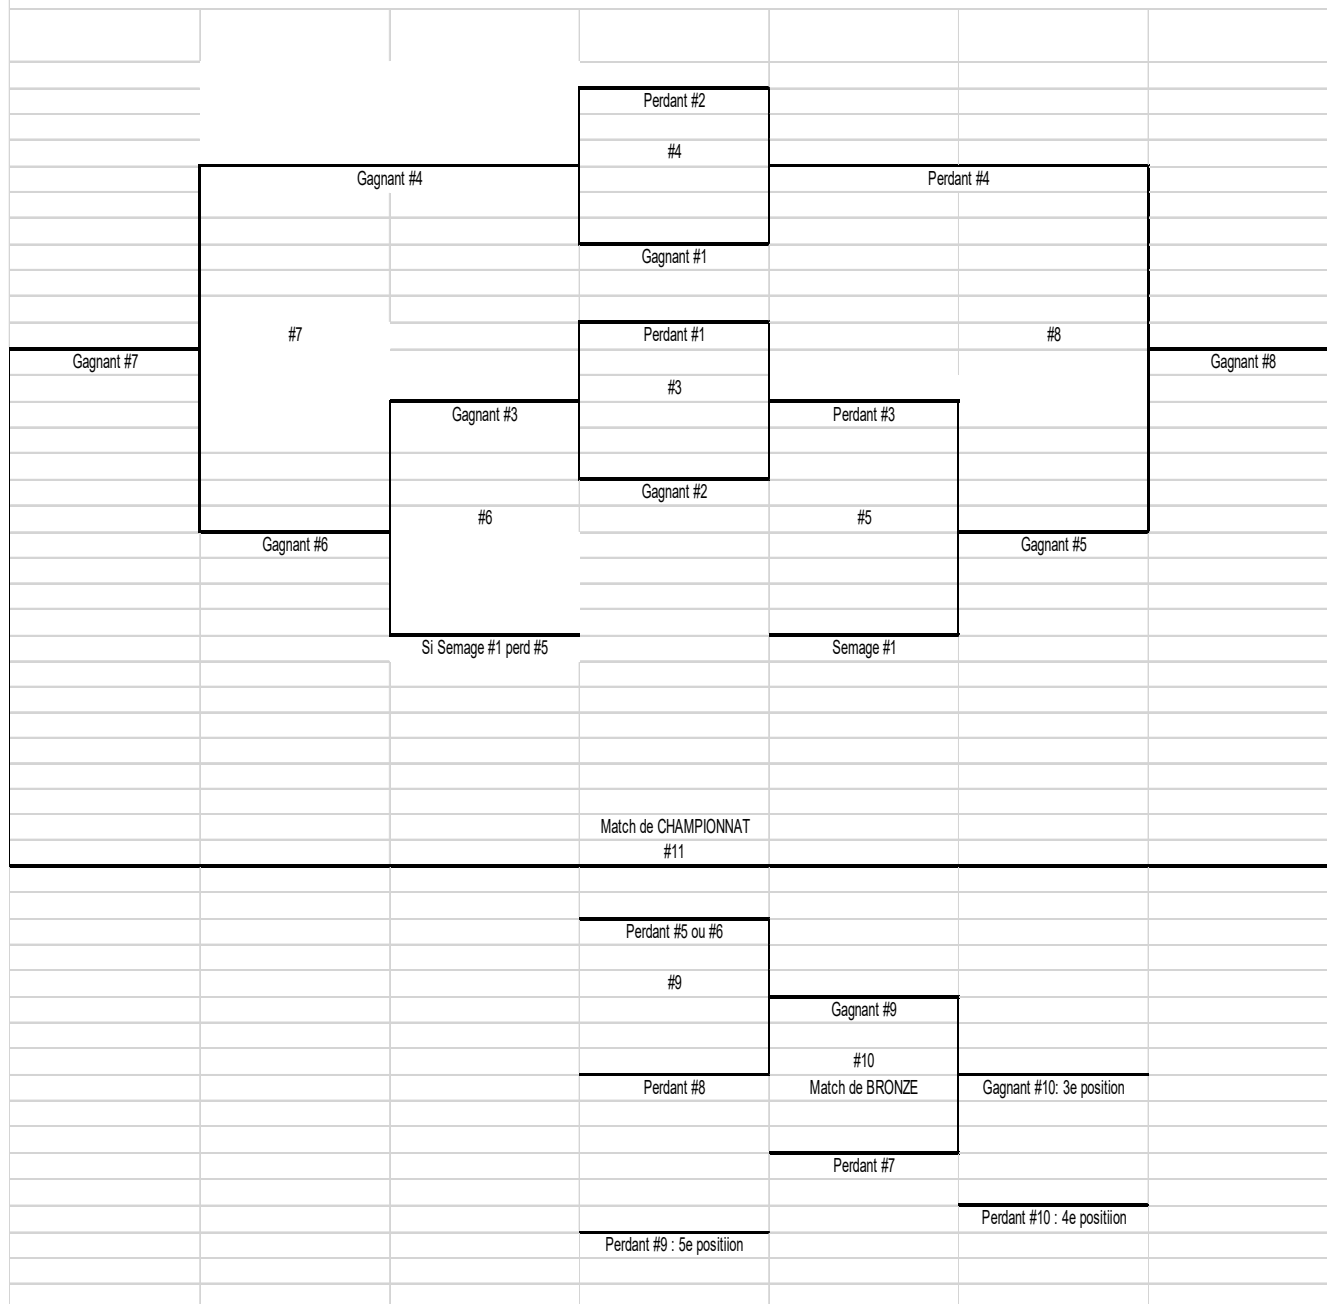 Perdant #2
#4
Gagnant #4
Perdant #4
Gagnant #1
#7
Perdant #1
#8
Gagnant #7
Gagnant #8
#3
Gagnant #3
Perdant #3
Gagnant #2
#6
#5
Gagnant #6
Gagnant #5
Si Semage #1 perd #5
Semage #1
Match de CHAMPIONNAT
#11
Perdant #5 ou #6
#9
Gagnant #9
#10
Perdant #8
Match de BRONZE
Gagnant #10: 3e position
Perdant #7
Perdant #10 : 4e positiion
Perdant #9 : 5e positiion